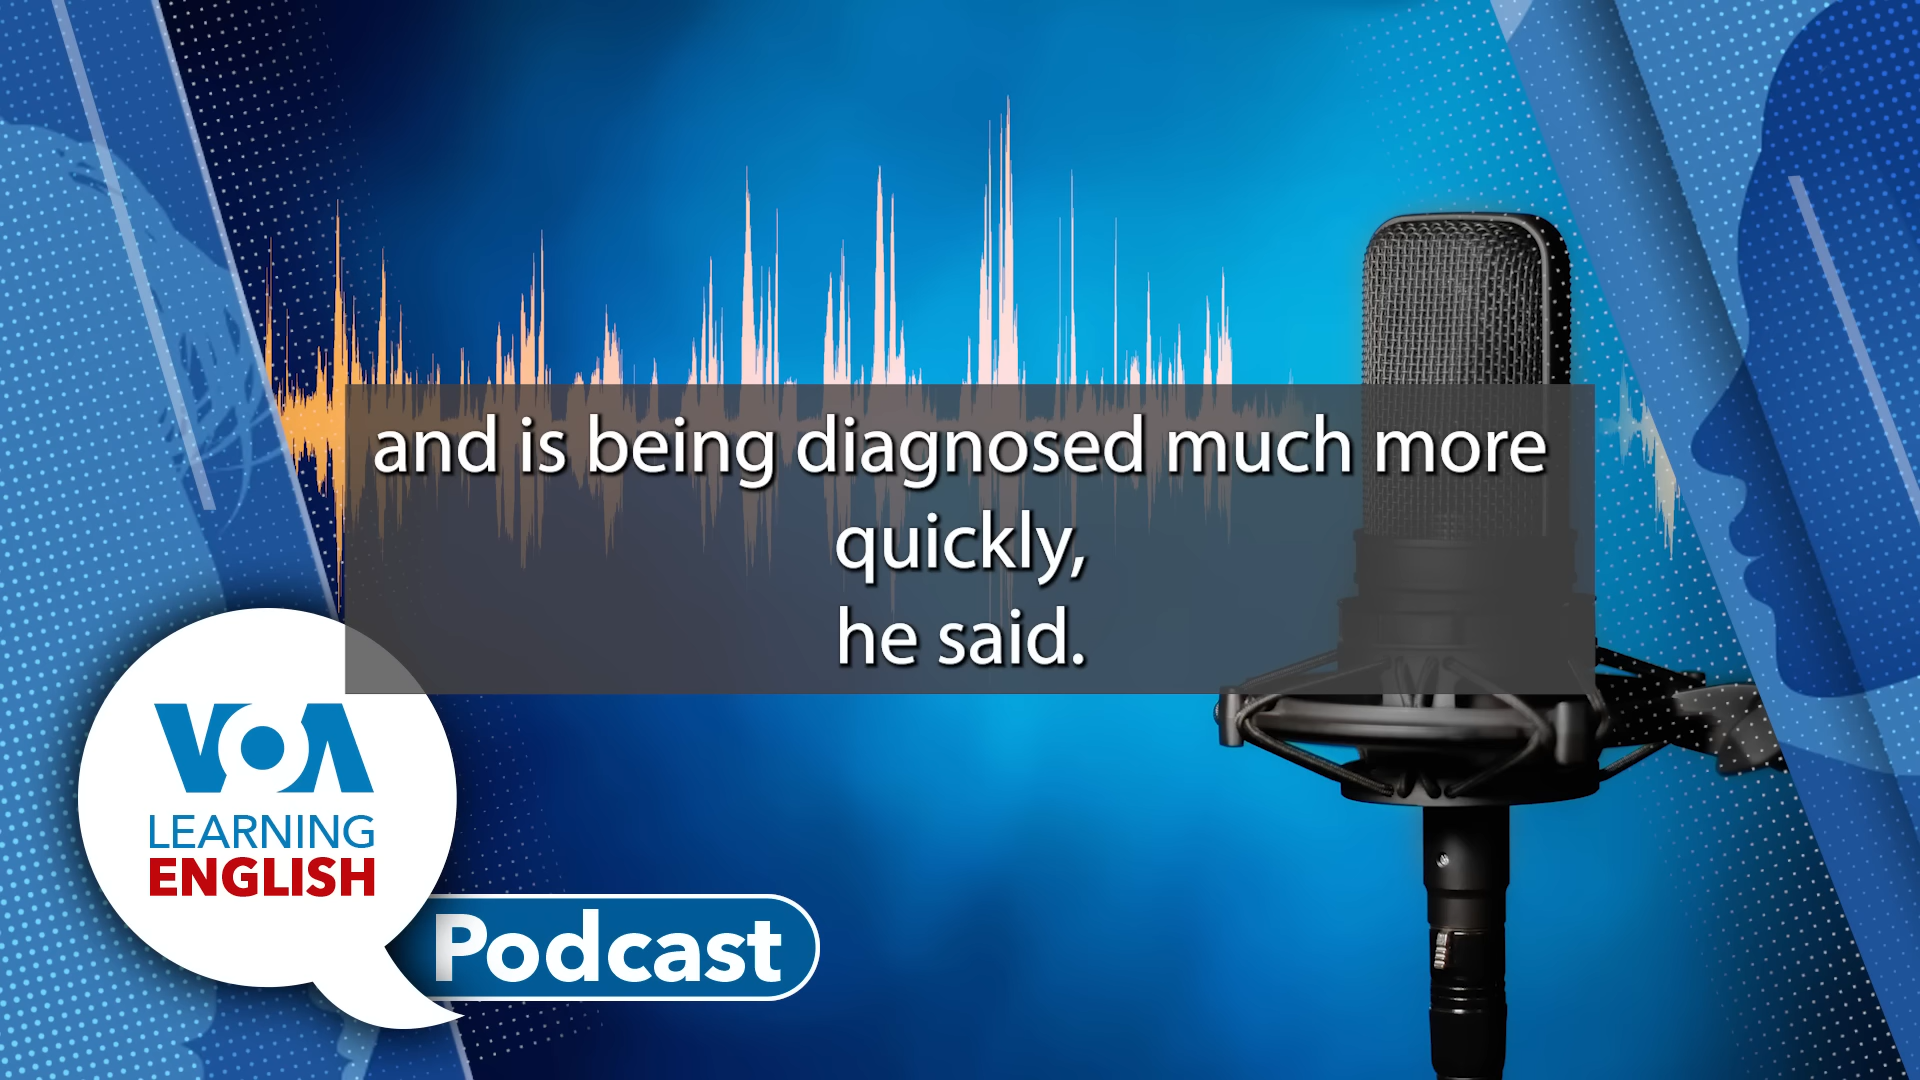 and is being diagnosed much more
quickly,
he said.
VOA
LEARNING
ENGLISH
Podcast